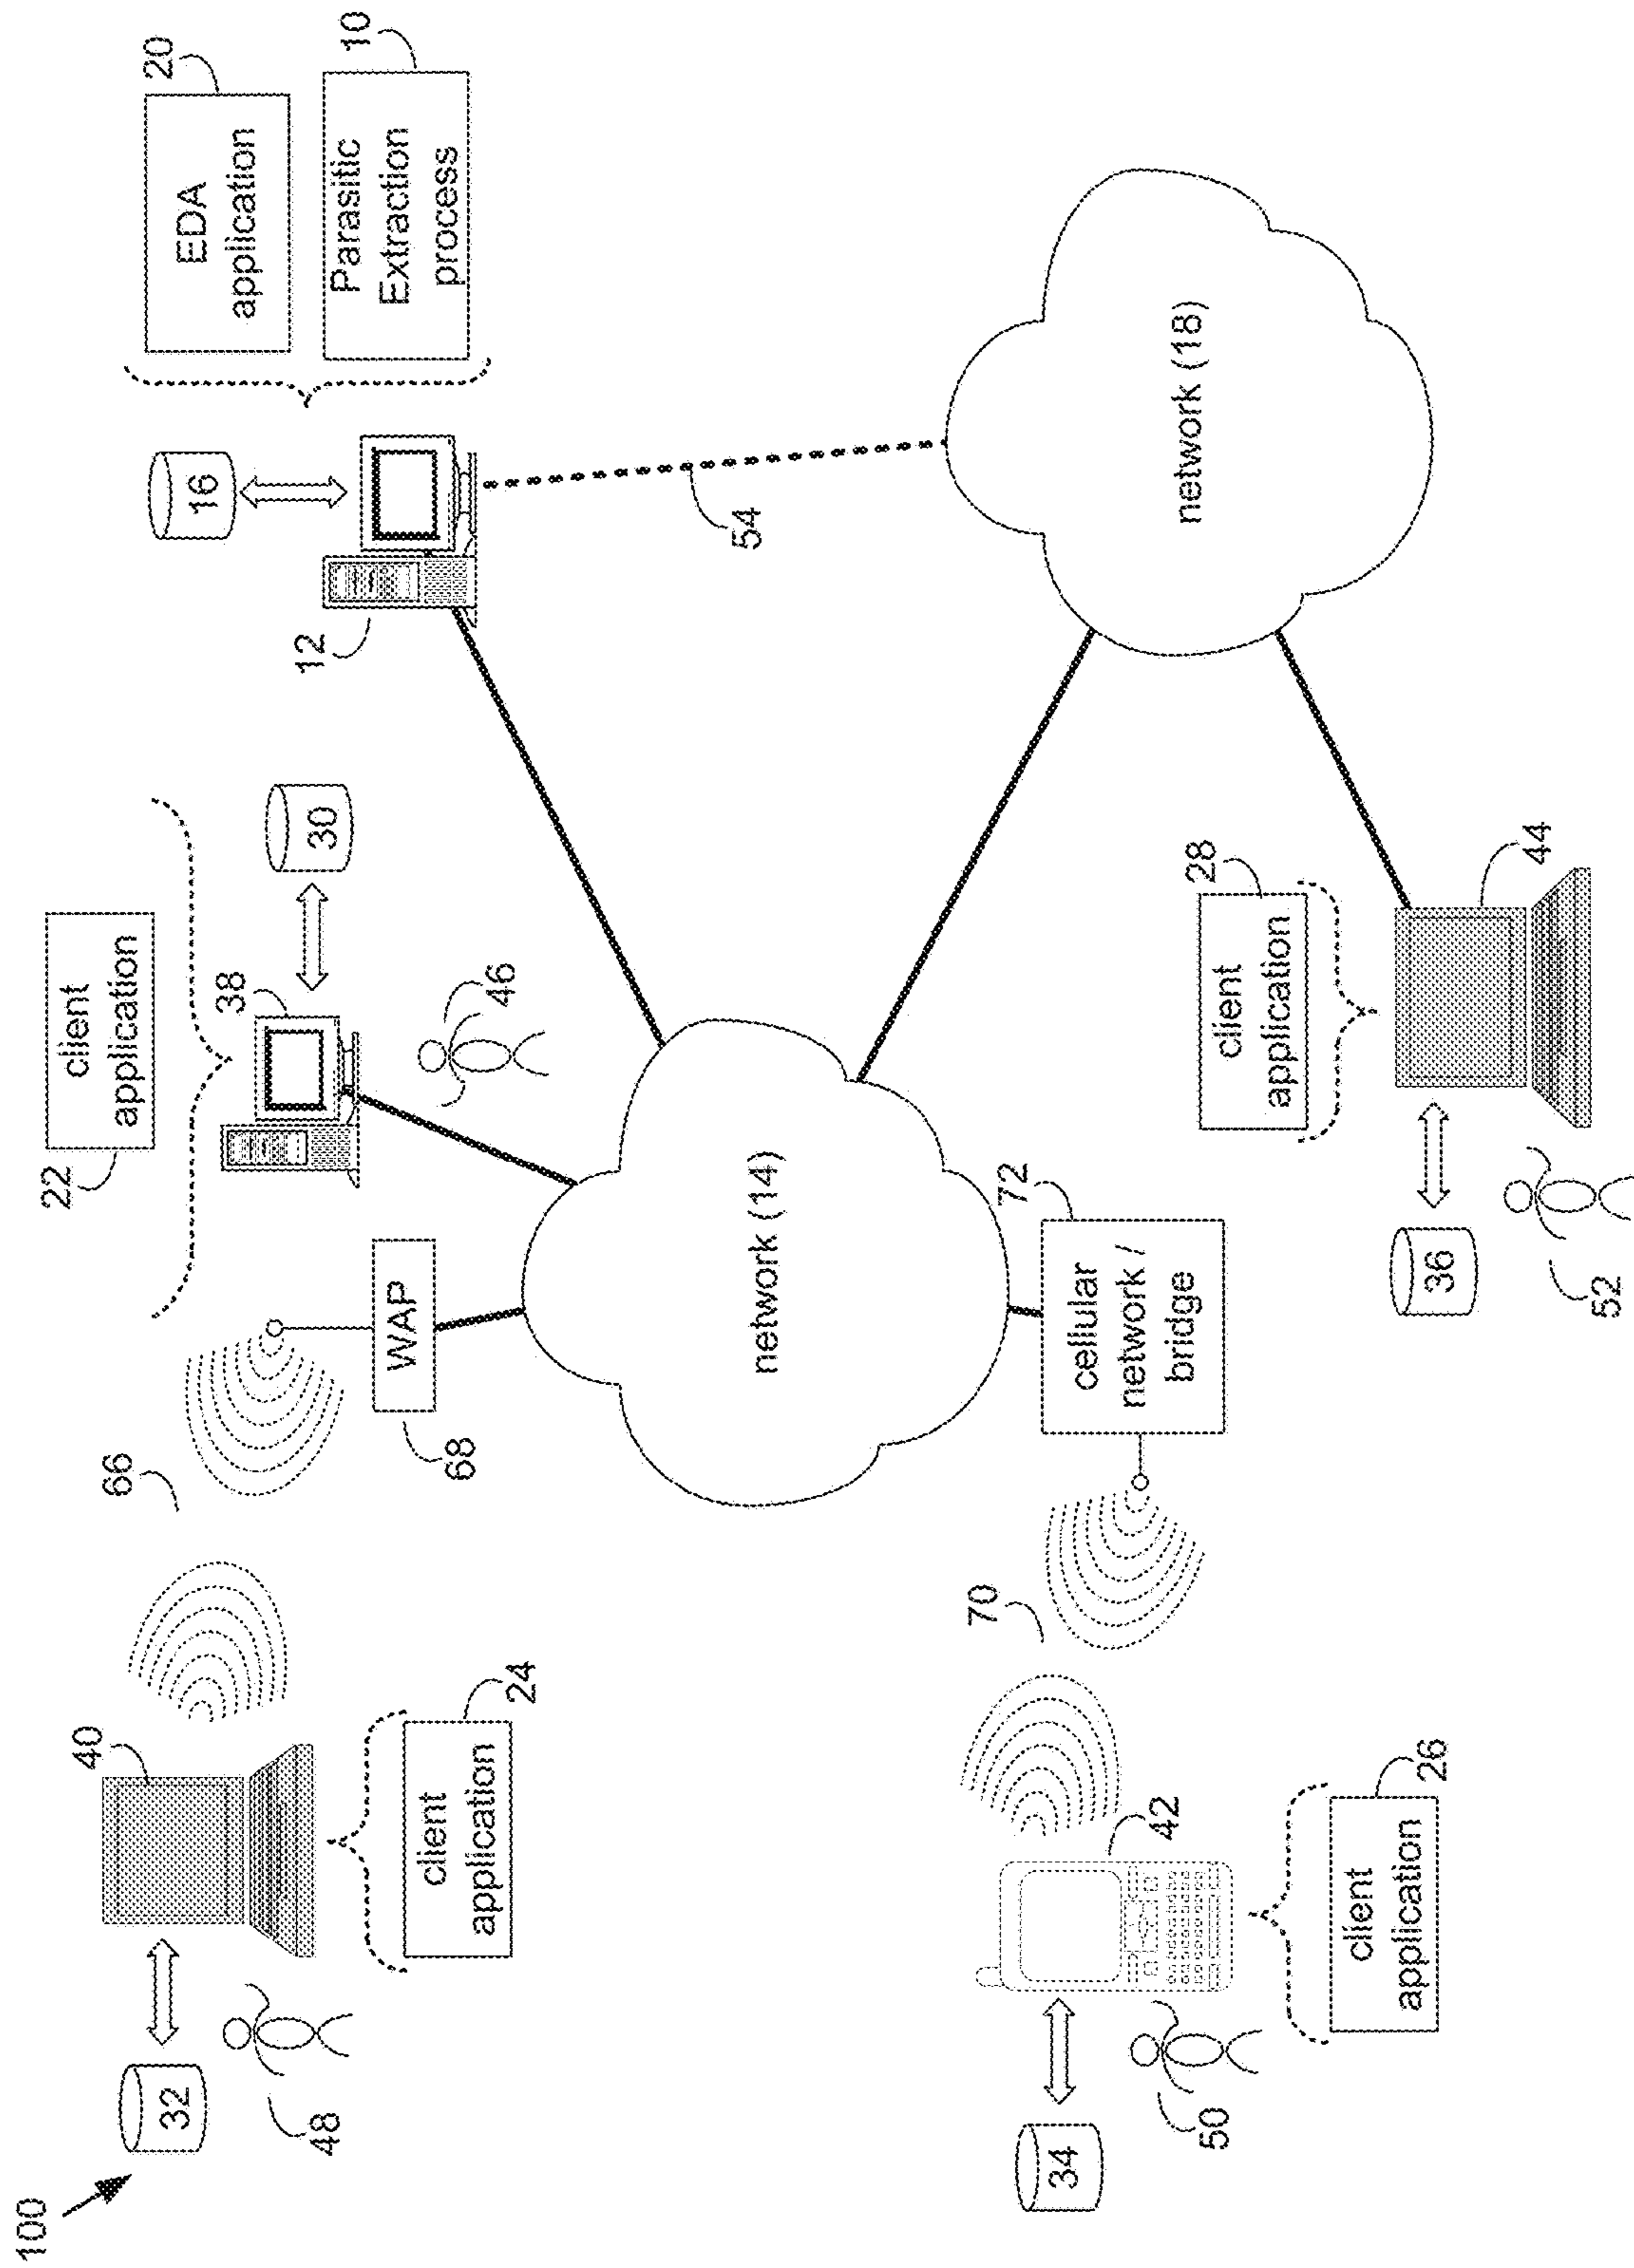 100
32
48
40
client
application
24
66
WAP
68
client
application
22
38
30
46
12
16
EDA
application
20
Parasitic
Extraction
process
10
54
network (14)
network (18)
34
50
42
client
application
26
70
cellular
network /
bridge
72
36
52
client
application
28
44